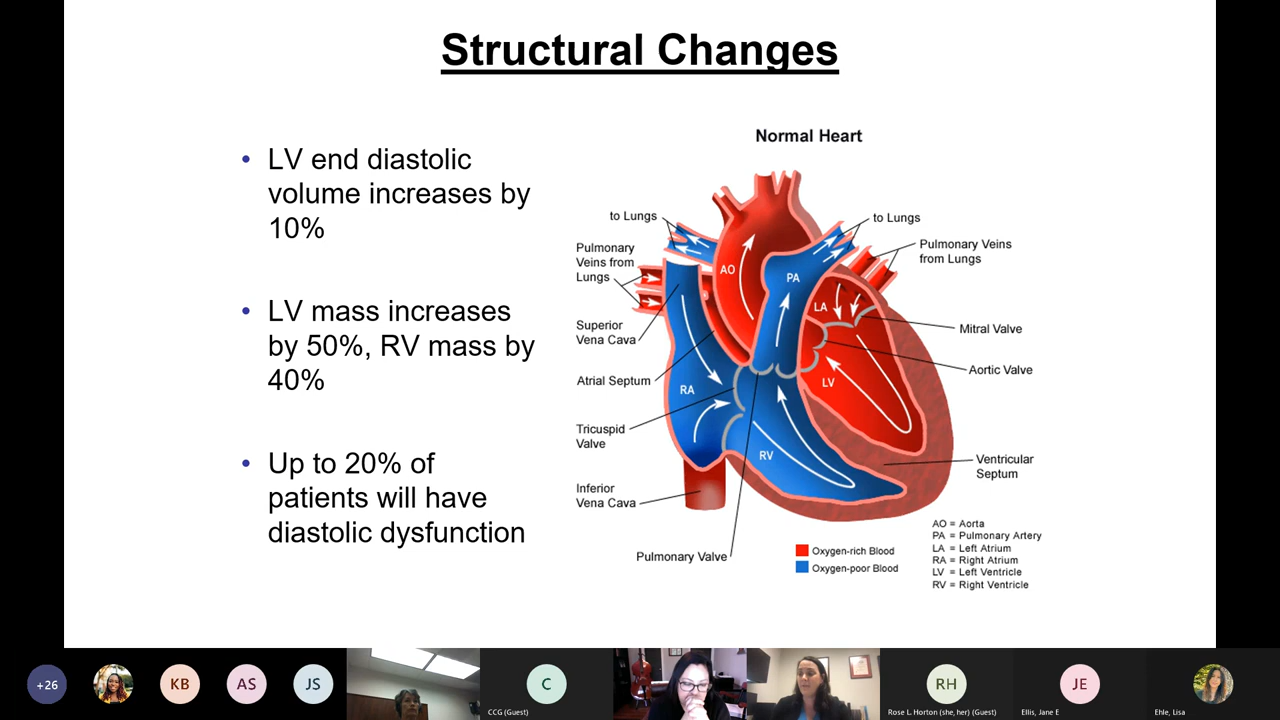 Structural Changes
• LV end diastolic
volume increases by
10%
• LV mass increases
by 50%, RV mass by
40%
• Up to 20% of
patients will have
diastolic dysfunction
Normal Heart
to Lungs
Pulmonary
Veins from
Lungs
Superior
Vena Cava
Atrial Septum
Tricuspid
Valve
Inferior
Vena Cava
Pulmonary Valve
AO
PA
LA
RA
LV
RV
to Lungs
Pulmonary Veins
from Lungs
Mitral Valve
Aortic Valve
Ventricular
Septum
Oxygen-rich Blood
Oxygen-poor Blood
AO = Aorta
PA = Pulmonary Artery
LA = Left Atrium
RA = Right Atrium
LV = Left Ventricle
RV = Right Ventricle
+26
KB
AS
JS
C
CCG (Guest)
RH
Rose L. Horton (she, her) (Guest)
JE
Ellis, Jane E
Ehle, Lisa